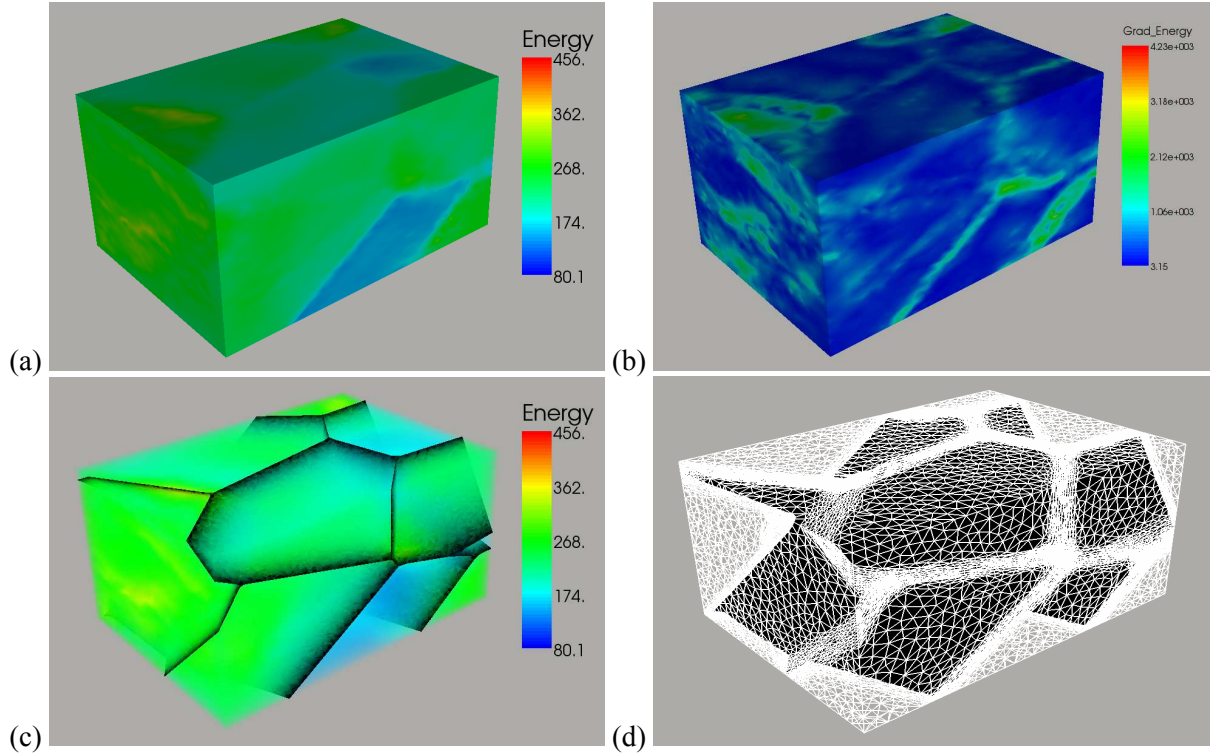 Energy
456.
362.
268.
174.
80.1
(a)
Grad_Energy
4.23e+003
3.18e+003
2.12e+003
1.06e+003
3.15
(b)
Energy
456.
362.
268.
174.
80.1
(c)
(d)